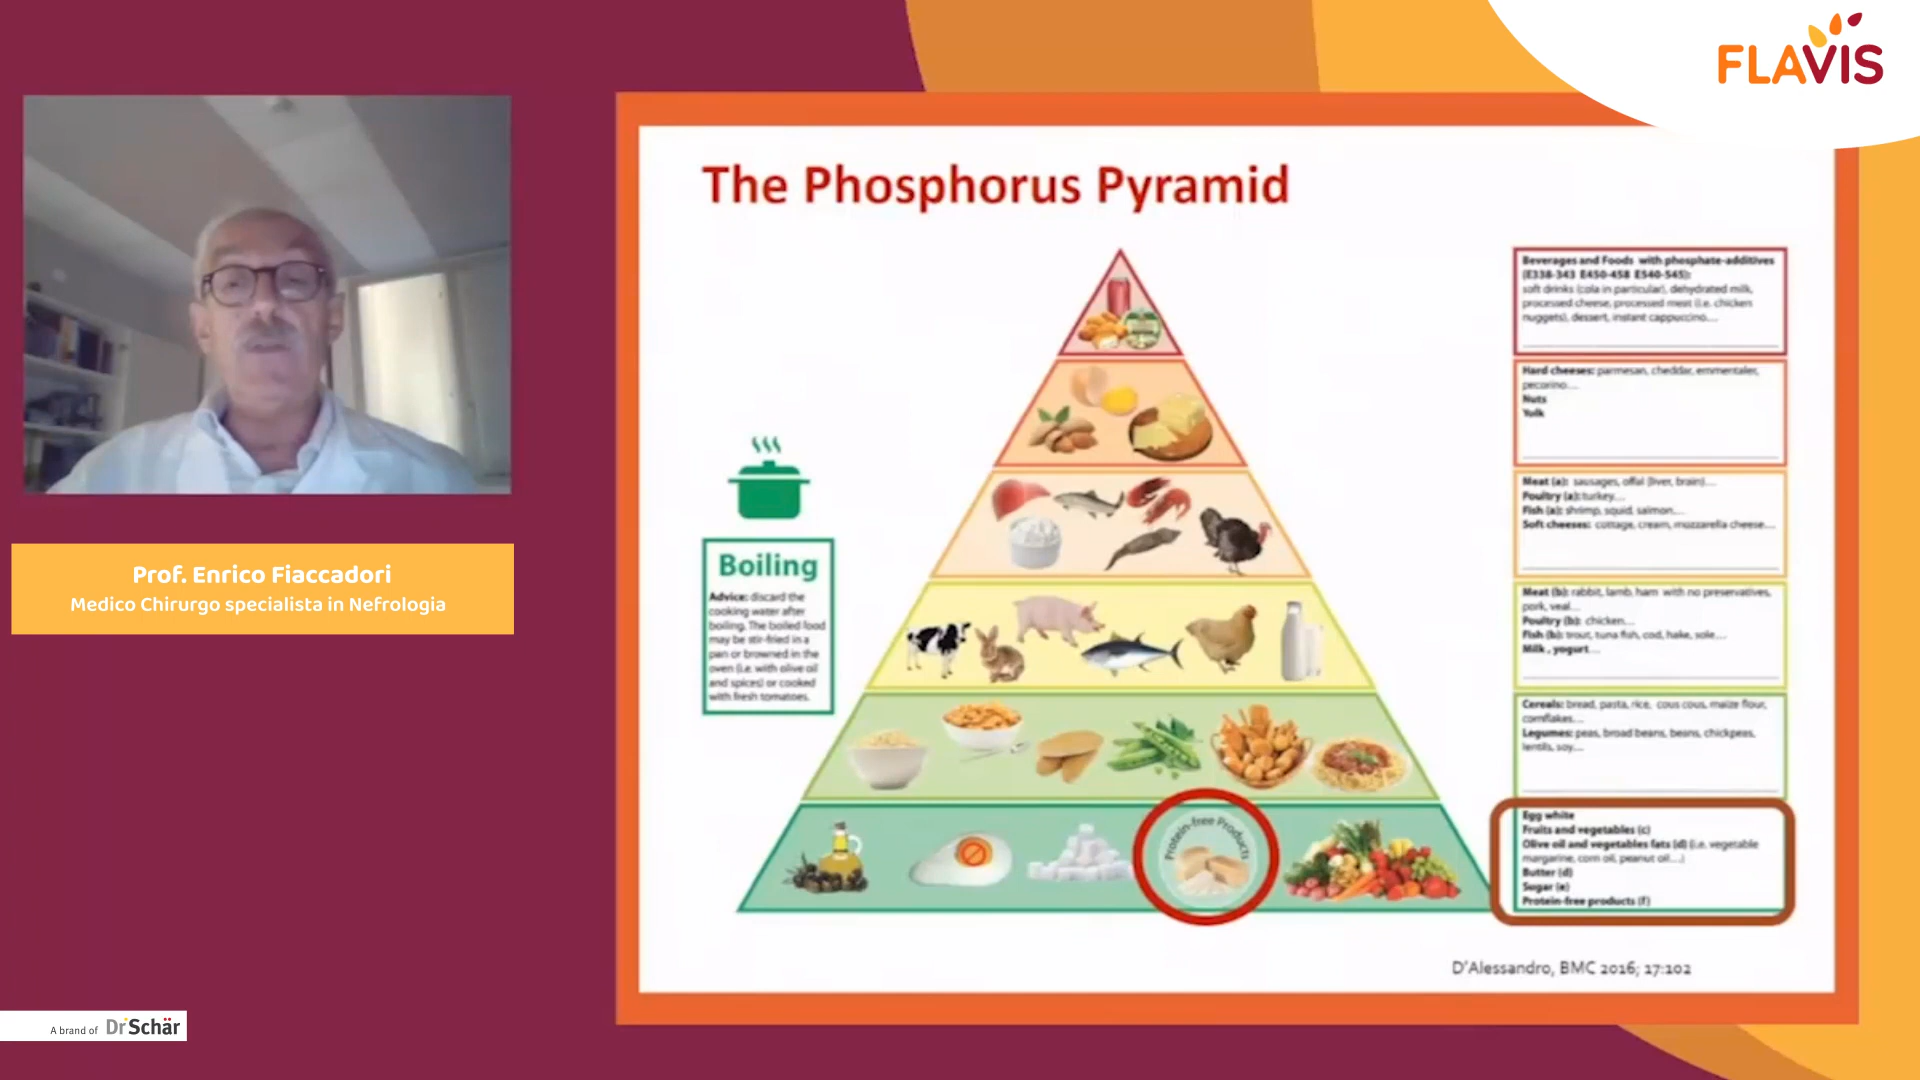 FLAVIS
The Phosphorus Pyramid
Beverages and Foods with phosphate-additives
(E338-343 E450-458 E540-545):
soft drinks (cola in particular), dehydrated milk,
processed cheese, processed meat (i.e. chicken
nuggets), dessert, instant cappuccino....
Hard cheeses: parmesan, cheddar, emmentaler,
pecorino....
Nuts
Yolk
Meat (a): sausages, offal (liver, brain)....
Poultry (a): turkey....
Fish (a): shrimp, squid, salmon....
Soft cheeses: cottage, cream, mozzarella cheese....
Boiling
Advice: discard the
cooking water after
boiling. The boiled food
may be stir-fried in a
pan or browned in the
oven (i.e. with olive oil
and spices) or cooked
with fresh tomatoes.
Meat (b): rabbit, lamb, ham with no preservatives,
pork, veal....
Poultry (b): chicken....
Fish (b): trout, tuna fish, cod, hake, sole....
Milk, yogurt....
Cereals: bread, pasta, rice, cous cous, maize flour,
cornflakes....
Legumes: peas, broad beans, beans, chickpeas,
lentils, soy....
Protein-free Products
Egg white
Fruits and vegetables (c)
Olive oil and vegetables fats (d) (i.e. vegetable
margarine, corn oil, peanut oil....)
Butter (d)
Sugar (e)
Protein-free products (f)
D'Alessandro, BMC 2016; 17:102
Prof. Enrico Fiaccadori
Medico Chirurgo specialista in Nefrologia
A brand of Dr Schär